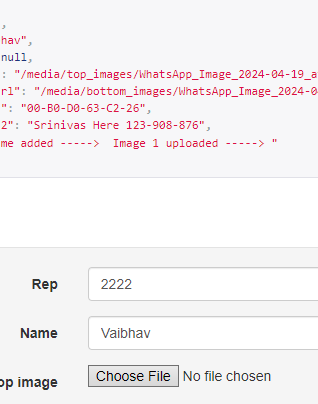 ,
hav",
null,
: "/media/top_images/WhatsApp_Image_2024-04-19_a
rl": "/media/bottom_images/WhatsApp_Image_2024-0
": "00-B0-D0-63-C2-26",
2": "Srinivas Here 123-908-876",
me added ----->  Image 1 uploaded -----> "
Rep 2222
Name Vaibhav
op image Choose File No file chosen